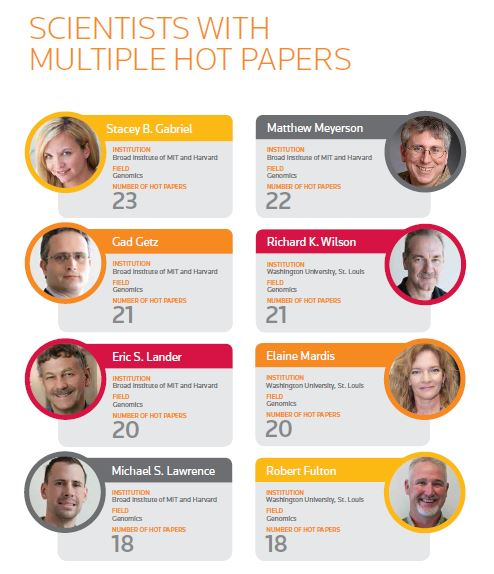 SCIENTISTS WITH
MULTIPLE HOT PAPERS
Stacey B. Gabriel
INSTITUTION
Broad Institute of MIT and Harvard
FIELD
Genomics
NUMBER OF HOT PAPERS
23
Matthew Meyerson
INSTITUTION
Broad Institute of MIT and Harvard
FIELD
Genomics
NUMBER OF HOT PAPERS
22
Gad Getz
INSTITUTION
Broad Institute of MIT and Harvard
FIELD
Genomics
NUMBER OF HOT PAPERS
21
Richard K. Wilson
INSTITUTION
Washington University, St. Louis
FIELD
Genomics
NUMBER OF HOT PAPERS
21
Eric S. Lander
INSTITUTION
Broad Institute of MIT and Harvard
FIELD
Genomics
NUMBER OF HOT PAPERS
20
Elaine Mardis
INSTITUTION
Washington University, St. Louis
FIELD
Genomics
NUMBER OF HOT PAPERS
20
Michael S. Lawrence
INSTITUTION
Broad Institute of MIT and Harvard
FIELD
Genomics
NUMBER OF HOT PAPERS
18
Robert Fulton
INSTITUTION
Washington University, St. Louis
FIELD
Genomics
NUMBER OF HOT PAPERS
18